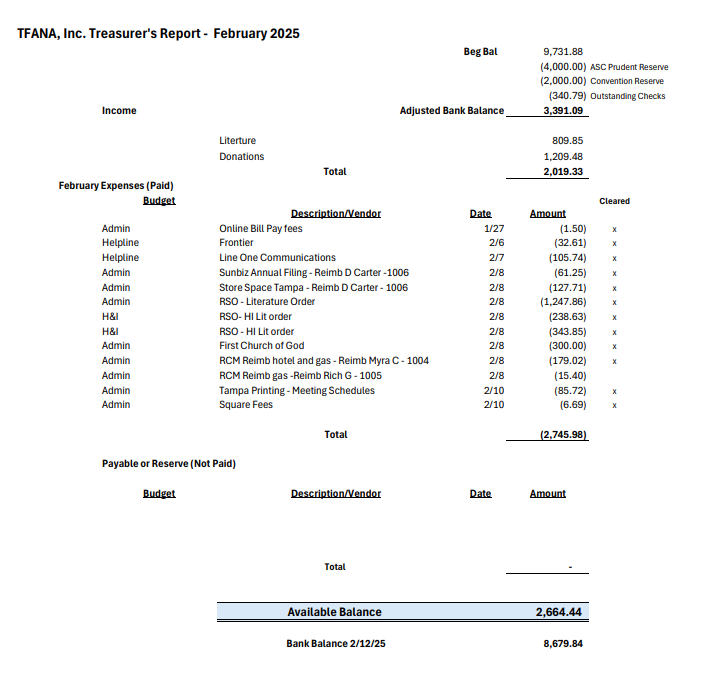 TFANA, Inc. Treasurer's Report - February 2025
Beg Bal 9,731.88
(4,000.00) ASC Prudent Reserve
(2,000.00) Convention Reserve
(340.79) Outstanding Checks
Income Adjusted Bank Balance 3,391.09
Literture 809.85
Donations 1,209.48
Total 2,019.33
February Expenses (Paid)
Budget Cleared
Description/Vendor Date Amount
Admin Online Bill Pay fees 1/27 (1.50) x
Helpline Frontier 2/6 (32.61) x
Helpline Line One Communications 2/7 (105.74) x
Admin Sunbiz Annual Filing - Reimb D Carter -1006 2/8 (61.25) x
Admin Store Space Tampa - Reimb D Carter - 1006 2/8 (127.71) x
Admin RSO - Literature Order 2/8 (1,247.86) x
H&I RSO- HI Lit order 2/8 (238.63) x
H&I RSO - HI Lit order 2/8 (343.85) x
Admin First Church of God 2/8 (300.00) x
Admin RCM Reimb hotel and gas - Reimb Myra C - 1004 2/8 (179.02) x
Admin RCM Reimb gas -Reimb Rich G - 1005 2/8 (15.40)
Admin Tampa Printing - Meeting Schedules 2/10 (85.72) x
Admin Square Fees 2/10 (6.69) x
Total (2,745.98)
Payable or Reserve (Not Paid)
Budget Description/Vendor Date Amount
Total -
Available Balance 2,664.44
Bank Balance 2/12/25 8,679.84